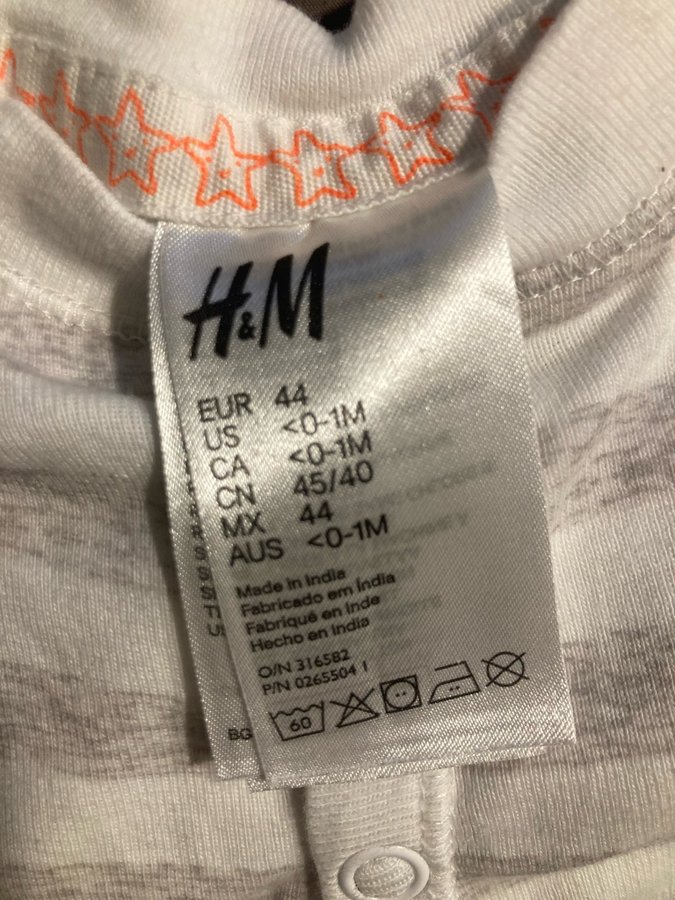 H&M
EUR 44
US <0-1M
CA <0-1M
CN 45/40
MX 44
AUS <0-1M
Made in India
Fabricado em Índia
Fabriqué en Inde
Hecho en India
O/N 316582
P/N 0265504 1
60
BG